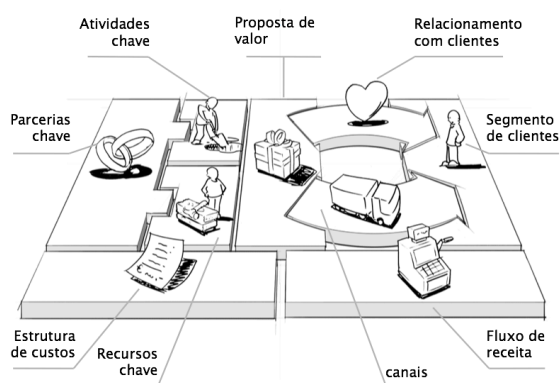 Atividades
chave
Proposta de
valor
Relacionamento
com clientes
Parcerias
chave
Segmento
de clientes
Estrutura
de custos
Recursos
chave
canais
Fluxo de
receita